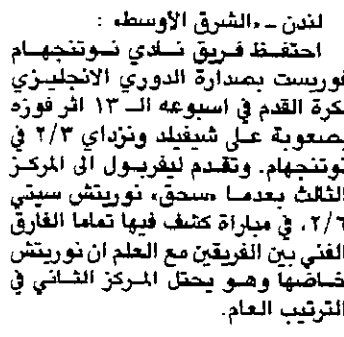 لندن ـ «الشرق الأوسط» :
احتفظ فريق نادي نوتنجهام
فوريست بصدارة الدوري الانجليزي
لكرة القدم في اسبوعه الـ ١٣ اثر فوزه
بصعوبة على شيفيلد ونزداي ٢/٣ في
نوتنجهام. وتقدم ليفربول الى المركز
الثالث بعدما «سحق» نوريتش سيتي
٢/٦، في مباراة كشف فيها تماما الفارق
الفني بين الفريقين مع العلم ان نوريتش
خاضها وهو يحتل المركز الثاني في
الترتيب العام.